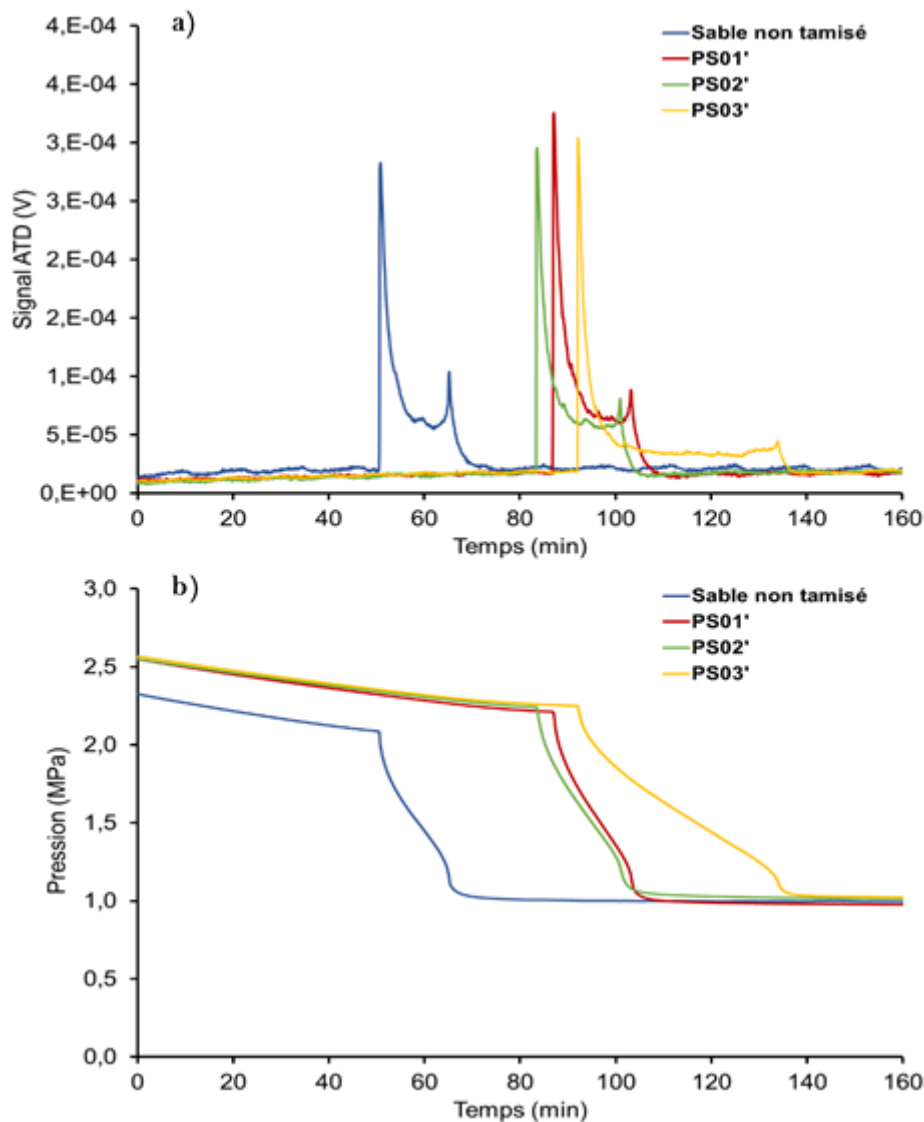 a)
Sable non tamisé
PS01'
PS02'
PS03'
4,E-04
4,E-04
3,E-04
3,E-04
2,E-04
2,E-04
1,E-04
1,E-04
5,E-05
0,E+00
Signal ATD (V)
0 20 40 60 80 100 120 140 160
Temps (min)
b)
Sable non tamisé
PS01'
PS02'
PS03'
3,0
2,5
2,0
1,5
1,0
0,5
0,0
Pression (MPa)
0 20 40 60 80 100 120 140 160
Temps (min)